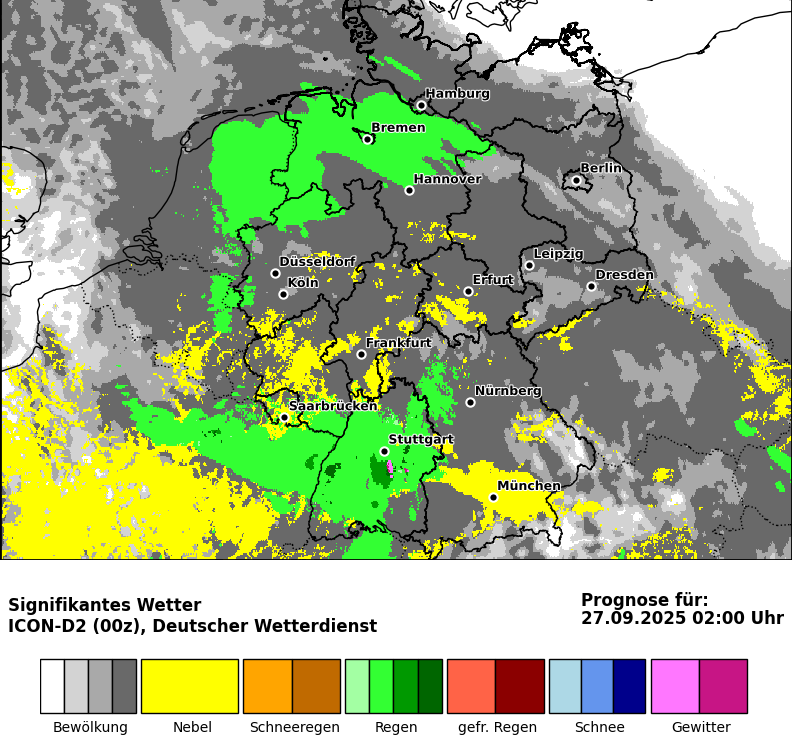 Hamburg
Bremen
Berlin
Hannover
Düsseldorf
Leipzig
Köln
Erfurt
Dresden
Frankfurt
Nürnberg
Saarbrücken
Stuttgart
München
Signifikantes Wetter
ICON-D2 (00z), Deutscher Wetterdienst
Prognose für:
27.09.2025 02:00 Uhr
Bewölkung
Nebel
Schneeregen
Regen
gefr. Regen
Schnee
Gewitter